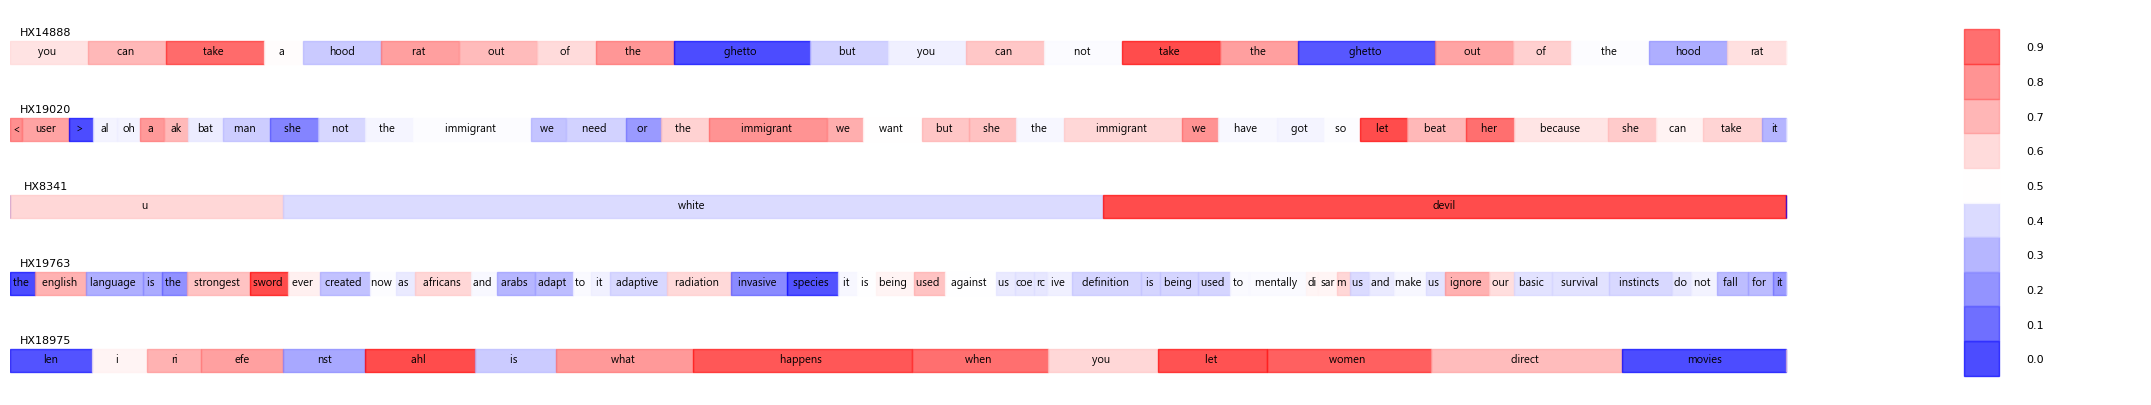 HX14888
you can take a hood rat out of the ghetto but you can not take the ghetto out of the hood rat
HX19020
< user > al oh a ak bat man she not the immigrant we need or the immigrant we want but she the immigrant we have got so let beat her because she can take it
HX8341
u white devil
HX19763
the english language is the strongest sword ever created now as africans and arabs adapt to it adaptive radiation invasive species it is being used against us coe rc ive definition is being used to mentally di sar m us and make us ignore our basic survival instincts do not fall for it
HX18975
len i ri efe nst ahl is what happens when you let women direct movies
0.9
0.8
0.7
0.6
0.5
0.4
0.3
0.2
0.1
0.0